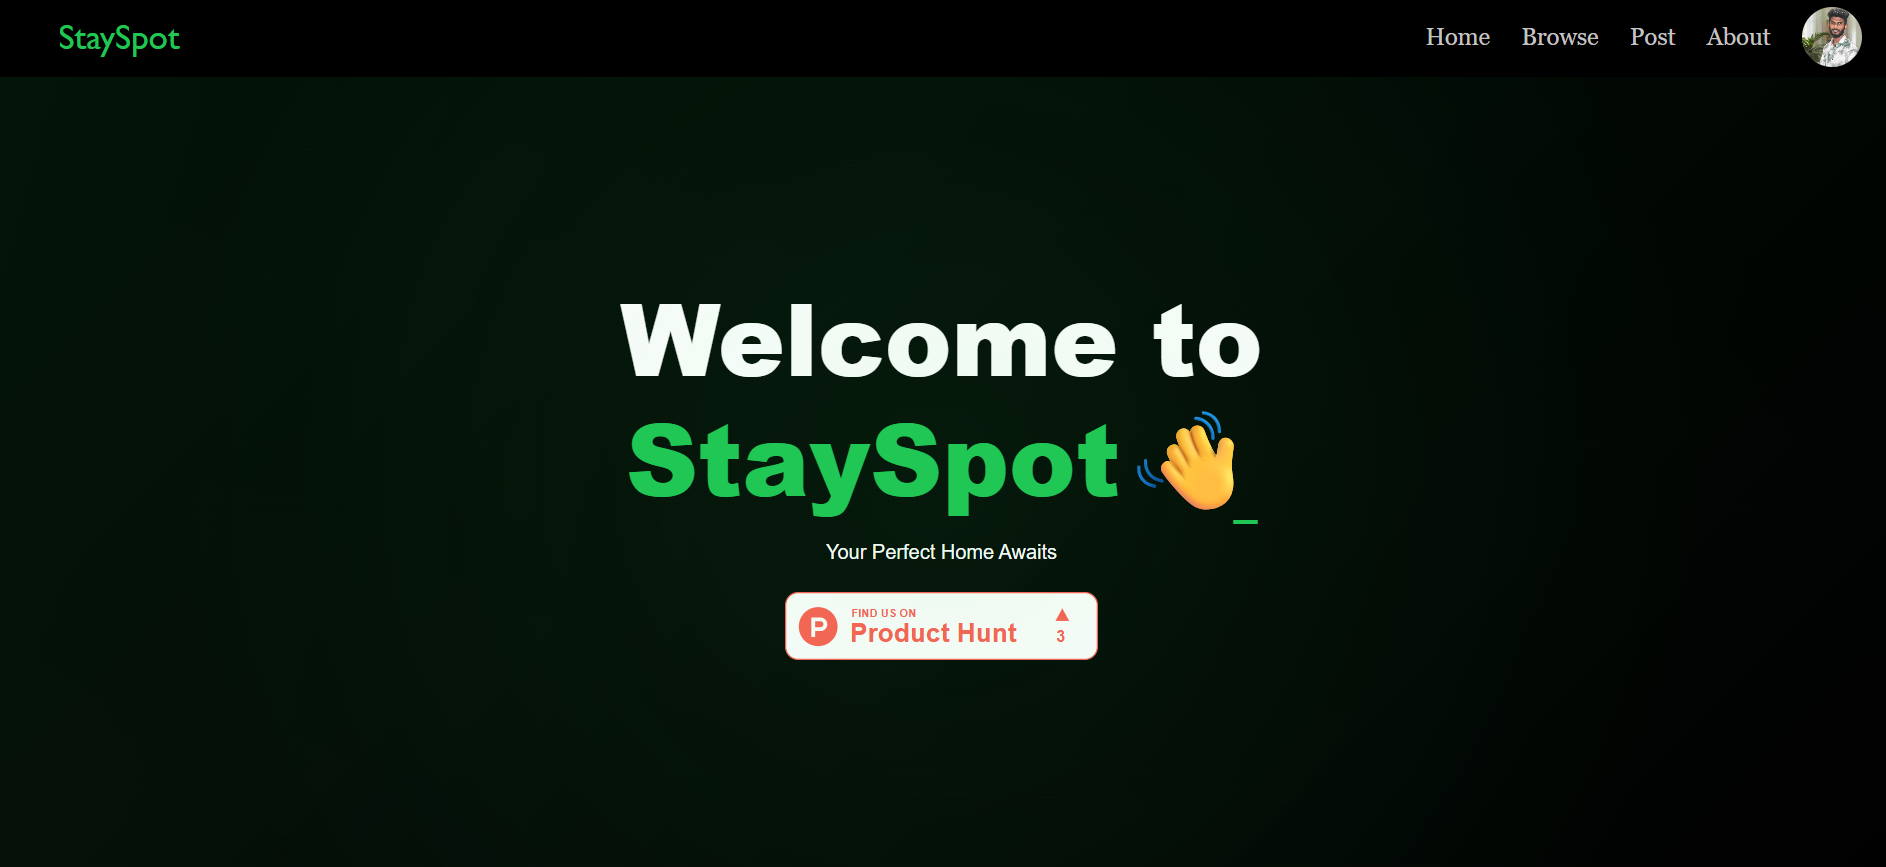 StaySpot
Home Browse Post About
Welcome to
StaySpot 👋_
Your Perfect Home Awaits
P
FIND US ON
Product Hunt
▲
3